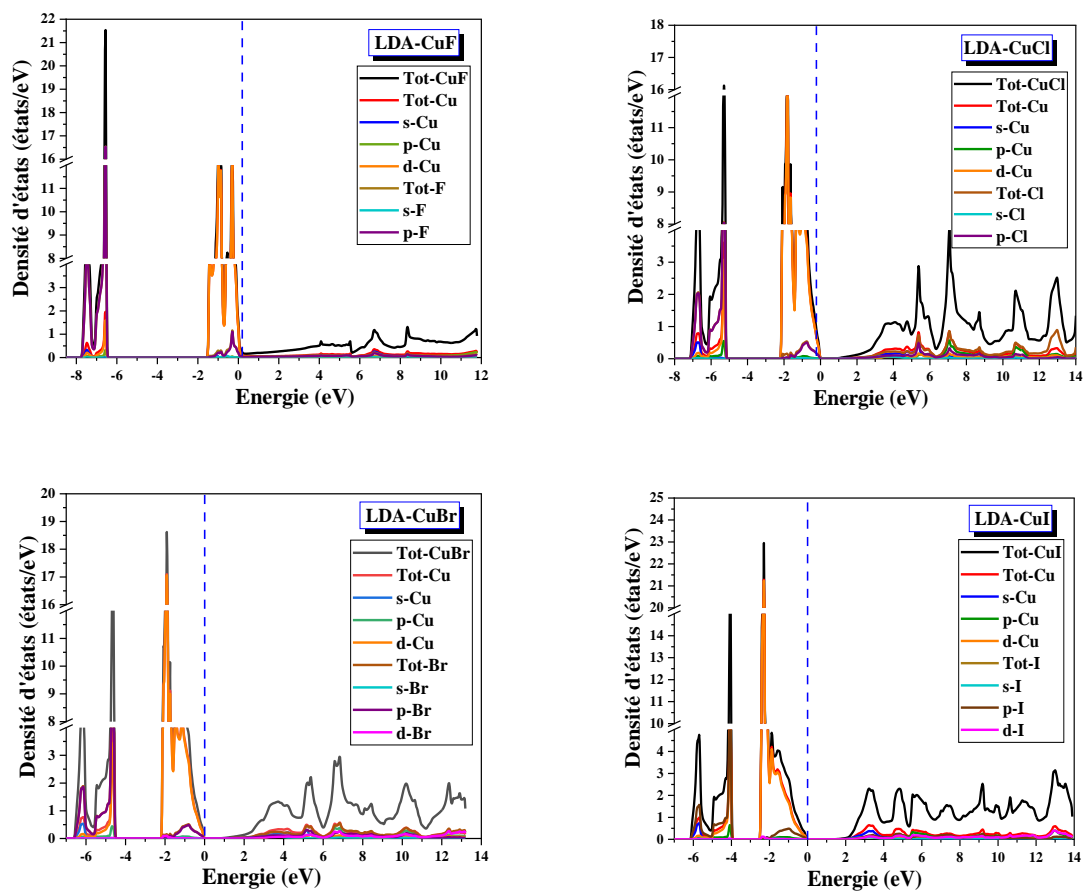 LDA-CuF
Tot-CuF
Tot-Cu
s-Cu
p-Cu
d-Cu
Tot-F
s-F
p-F
Densité d'états (états/eV)
22
21
20
19
18
17
16
10
8
3
2
1
0
-8 -6 -4 -2 0 2 4 6 8 10 12
Energie (eV)
LDA-CuCl
Tot-CuCl
Tot-Cu
s-Cu
p-Cu
d-Cu
Tot-Cl
s-Cl
p-Cl
Densité d'états (états/eV)
18
16
11
10
9
8
3
2
1
0
-8 -6 -4 -2 0 2 4 6 8 10 12 14
Energie (eV)
LDA-CuBr
Tot-CuBr
Tot-Cu
s-Cu
p-Cu
d-Cu
Tot-Br
s-Br
p-Br
d-Br
Densité d'états (états/eV)
20
19
18
17
16
11
10
9
8
3
2
1
0
-6 -4 -2 0 2 4 6 8 10 12 14
Energie (eV)
LDA-CuI
Tot-CuI
Tot-Cu
s-Cu
p-Cu
d-Cu
Tot-I
s-I
p-I
d-I
Densité d'états (états/eV)
25
24
23
22
21
20
14
13
12
11
10
4
3
2
1
0
-6 -4 -2 0 2 4 6 8 10 12 14
Energie (eV)